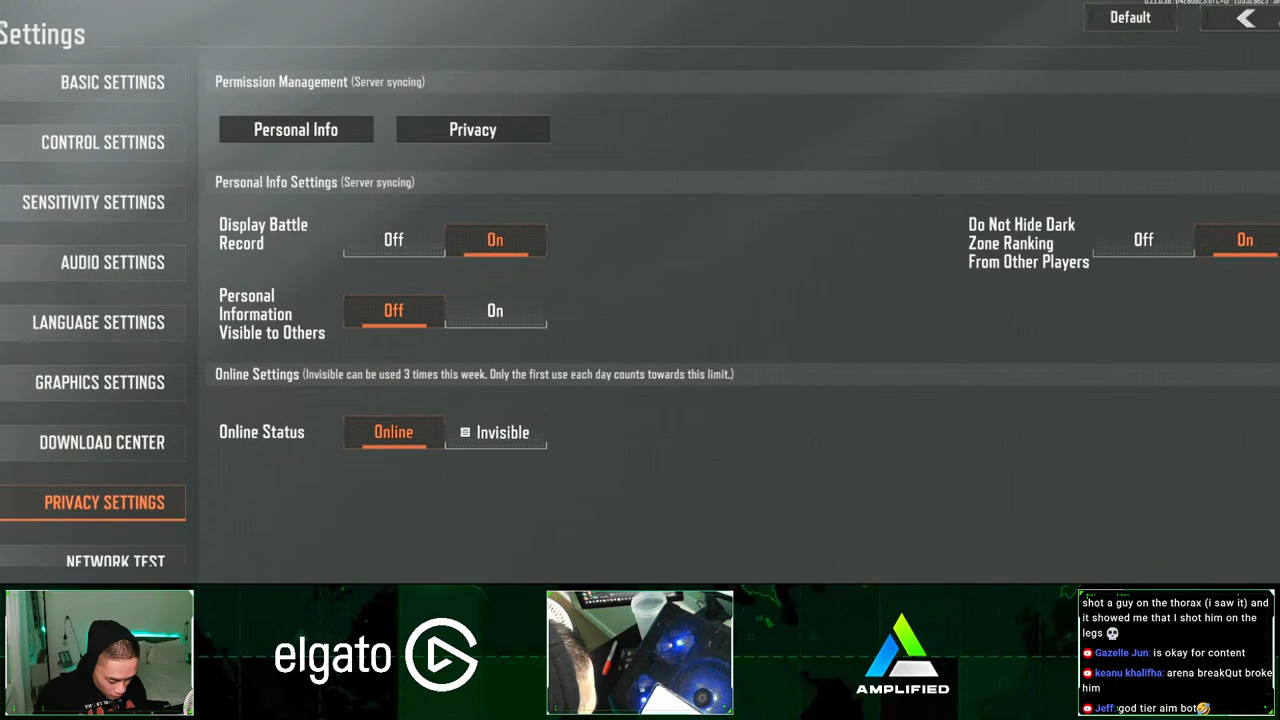 Settings
Default
BASIC SETTINGS
CONTROL SETTINGS
SENSITIVITY SETTINGS
AUDIO SETTINGS
LANGUAGE SETTINGS
GRAPHICS SETTINGS
DOWNLOAD CENTER
PRIVACY SETTINGS
NETWORK TEST
Permission Management (Server syncing)
Personal Info
Privacy
Personal Info Settings (Server syncing)
Display Battle
Record
Off
On
Do Not Hide Dark
Zone Ranking
From Other Players
Off
On
Personal
Information
Visible to Others
Off
On
Online Settings (Invisible can be used 3 times this week. Only the first use each day counts towards this limit.)
Online Status
Online
Invisible
elgato
AMPLIFIED
shot a guy on the thorax (i saw it) and
it showed me that I shot him on the
legs 💀
Gazelle Jun: is okay for content
keanu khalifha: arena breakQut broke
him
Jeff: god tier aim bot🤣